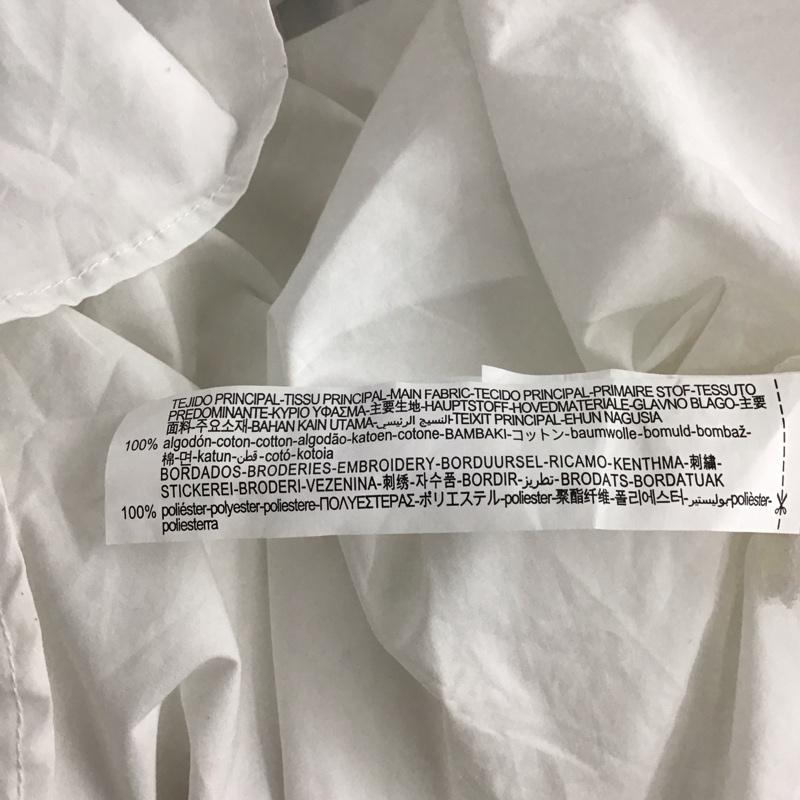 TEJIDO PRINCIPAL-TISSU PRINCIPAL-MAIN FABRIC-TECIDO PRINCIPAL-PRIMAIRE STOF-TESSUTO
PREDOMINANTE-ΚΥΡΙΟ ΥΦΑΣΜΑ-主要生地-HAUPTSTOFF-HOVEDMATERIALE-GLAVNO BLAGO-主要
面料-주요소재-BAHAN KAIN UTAMA-النسيج الرئيسي-TEIXIT PRINCIPAL-EHUN NAGUSIA
100% algodón-coton-cotton-algodão-katoen-cotone-BAMBAKI-コットン-baumwolle-bomuld-bombaž-
棉-면-katun-قطن-cotó-kotoia
BORDADOS-BRODERIES-EMBROIDERY-BORDUURSEL-RICAMO-ΚΕΝΤΗΜΑ-刺繍-
STICKEREI-BRODERI-VEZENINA-刺绣-자수품-BORDIR-تطريز-BRODATS-BORDATUAK
100% poliéster-polyester-poliestere-ΠΟΛΥΕΣΤΕΡΑΣ-ポリエステル-poliester-聚酯纤维-폴리에스터-بوليستير-polièster-
poliesterra